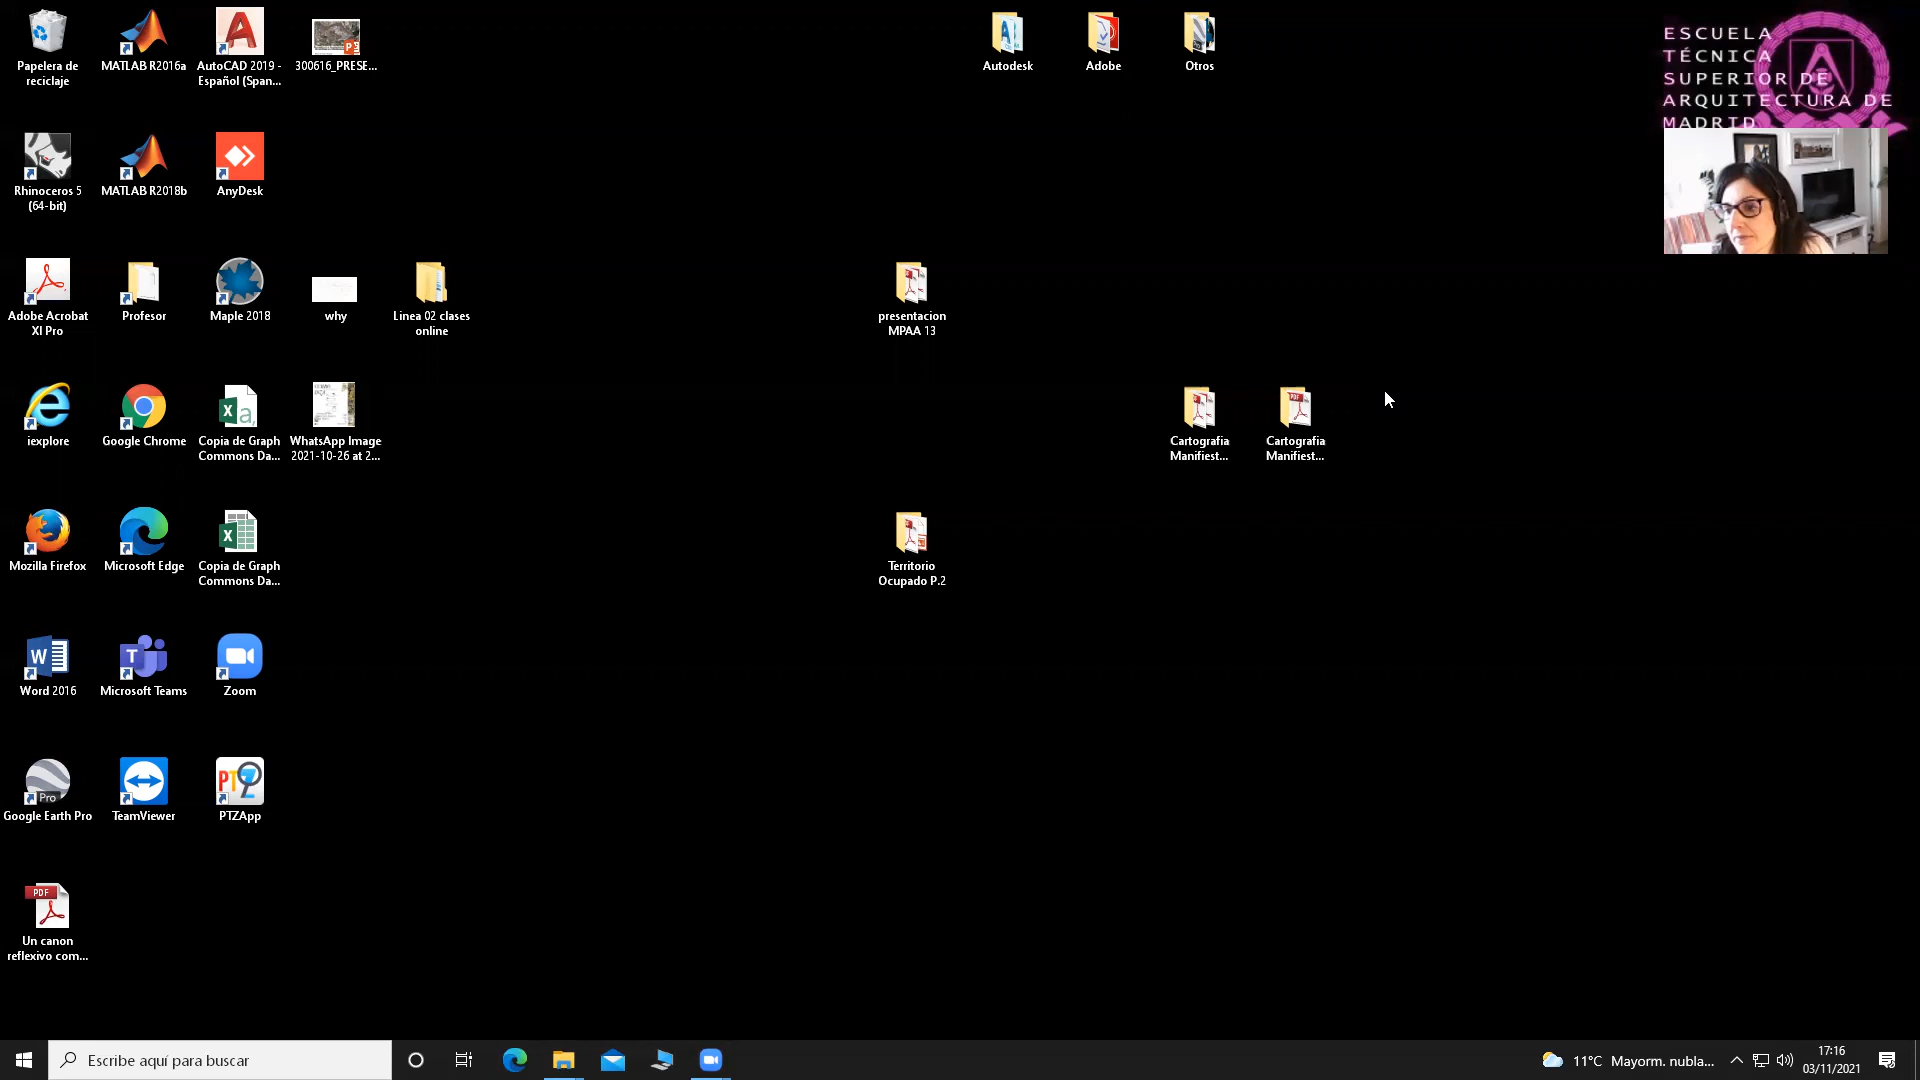 Papelera de
reciclaje
MATLAB R2016a
AutoCAD 2019 -
Español (Span...
300616_PRESE...
Autodesk
Adobe
Otros
ESCUELA
TÉCNICA
SUPERIOR DE
ARQUITECTURA DE
MADRID
Rhinoceros 5
(64-bit)
MATLAB R2018b
AnyDesk
Adobe Acrobat
XI Pro
Profesor
Maple 2018
why
Linea 02 clases
online
presentacion
MPAA 13
iexplore
Google Chrome
Copia de Graph
Commons Da...
WhatsApp Image
2021-10-26 at 2...
Cartografia
Manifiest...
PDF
Cartografia
Manifiest...
Mozilla Firefox
Microsoft Edge
Copia de Graph
Commons Da...
Territorio
Ocupado P.2
Word 2016
Microsoft Teams
Zoom
Pro
Google Earth Pro
TeamViewer
PTZ
PTZApp
PDF
Un canon
reflexivo com...
Escribe aquí para buscar
11°C Mayorm. nubla...
17:16
03/11/2021